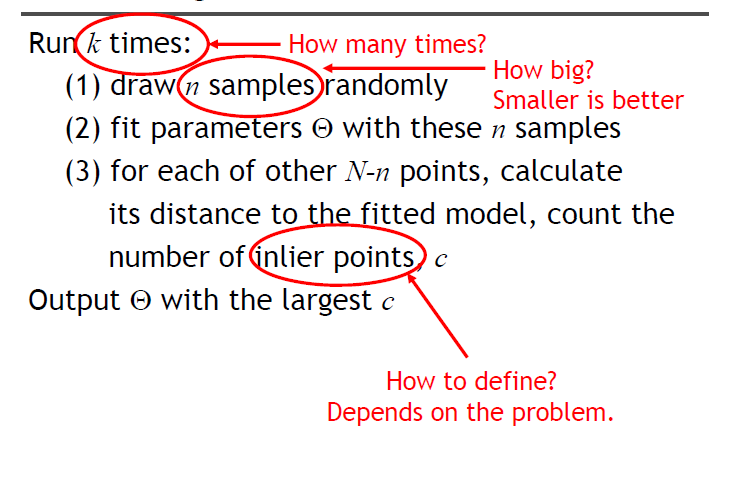 Run k times:
How many times?
(1) draw n samples randomly
How big?
Smaller is better
(2) fit parameters Θ with these n samples
(3) for each of other N-n points, calculate
its distance to the fitted model, count the
number of inlier points, c
Output Θ with the largest c
How to define?
Depends on the problem.